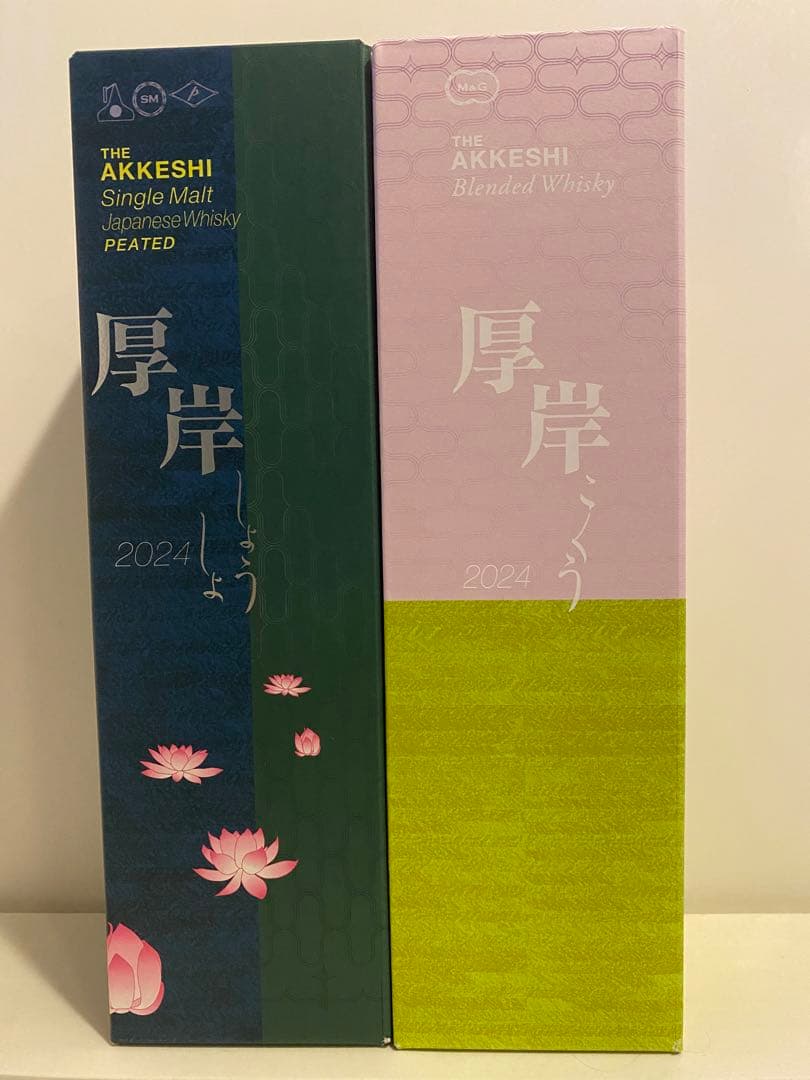 SM
THE
AKKESHI
Single Malt
Japanese Whisky
PEATED
厚岸
しょうしょ
2024
M&G
THE
AKKESHI
Blended Whisky
厚岸
こくう
2024